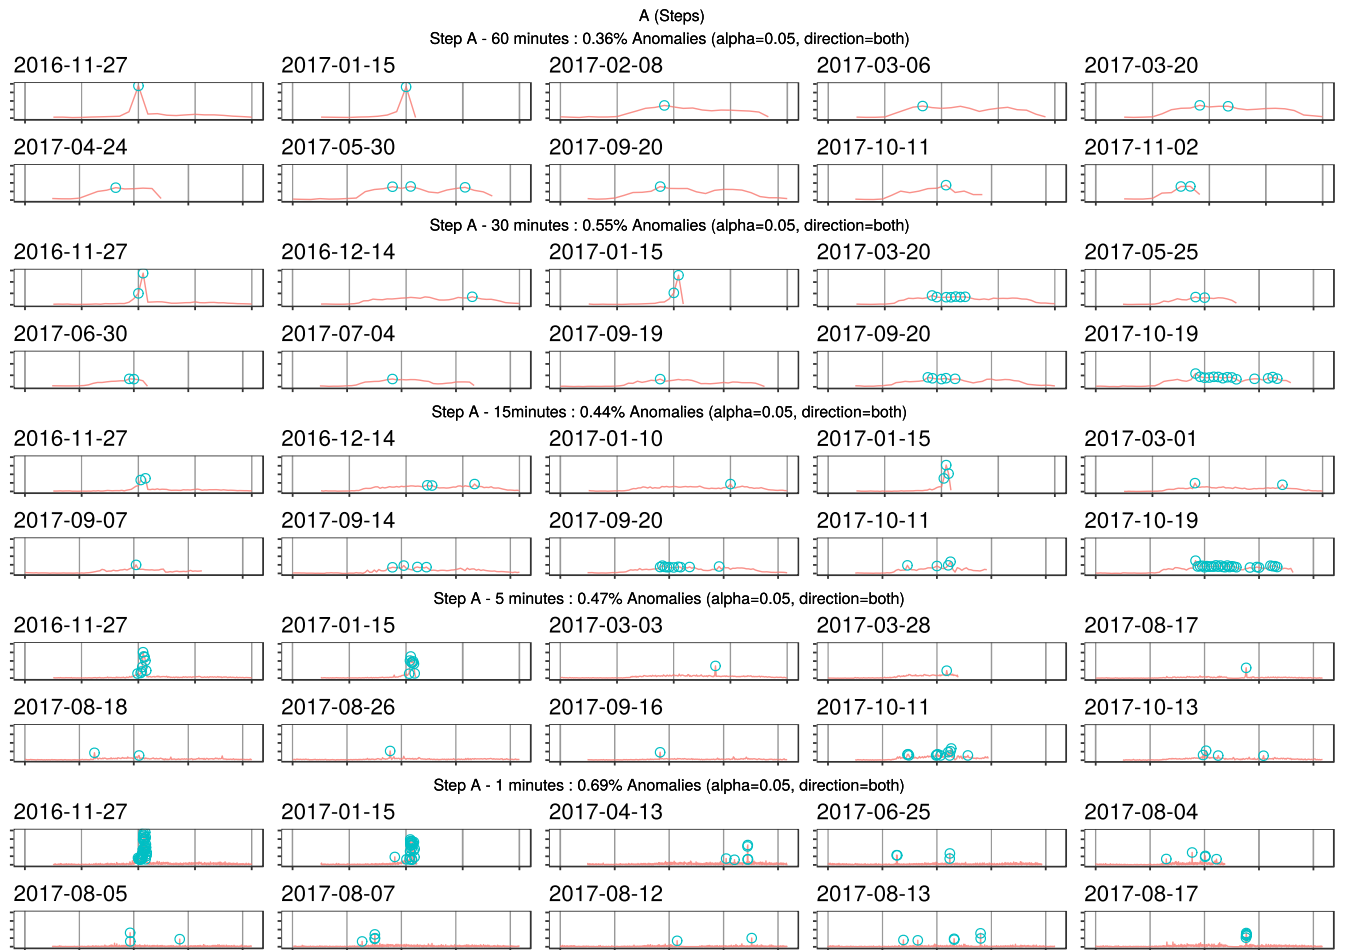 A (Steps)
Step A - 60 minutes : 0.36% Anomalies (alpha=0.05, direction=both)
2016-11-27 2017-01-15 2017-02-08 2017-03-06 2017-03-20
2017-04-24 2017-05-30 2017-09-20 2017-10-11 2017-11-02
Step A - 30 minutes : 0.55% Anomalies (alpha=0.05, direction=both)
2016-11-27 2016-12-14 2017-01-15 2017-03-20 2017-05-25
2017-06-30 2017-07-04 2017-09-19 2017-09-20 2017-10-19
Step A - 15minutes : 0.44% Anomalies (alpha=0.05, direction=both)
2016-11-27 2016-12-14 2017-01-10 2017-01-15 2017-03-01
2017-09-07 2017-09-14 2017-09-20 2017-10-11 2017-10-19
Step A - 5 minutes : 0.47% Anomalies (alpha=0.05, direction=both)
2016-11-27 2017-01-15 2017-03-03 2017-03-28 2017-08-17
2017-08-18 2017-08-26 2017-09-16 2017-10-11 2017-10-13
Step A - 1 minutes : 0.69% Anomalies (alpha=0.05, direction=both)
2016-11-27 2017-01-15 2017-04-13 2017-06-25 2017-08-04
2017-08-05 2017-08-07 2017-08-12 2017-08-13 2017-08-17